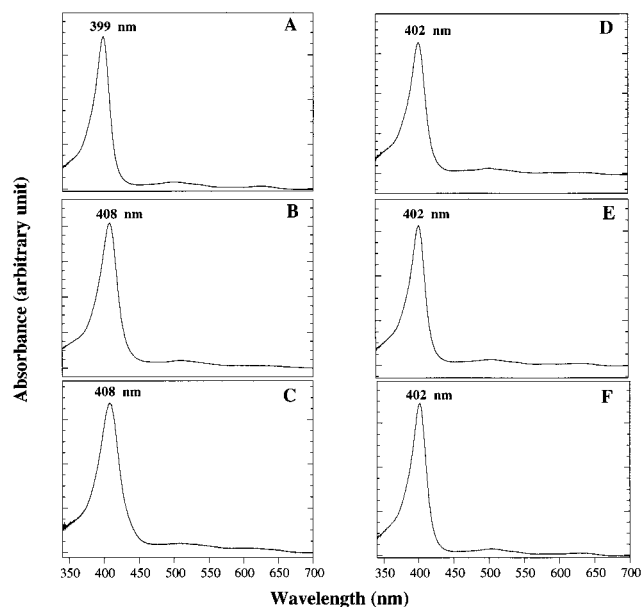 399 nm
A
402 nm
D
408 nm
B
402 nm
E
408 nm
C
402 nm
F
Absorbance (arbitrary unit)
350 400 450 500 550 600 650 700
350 400 450 500 550 600 650 700
Wavelength (nm)